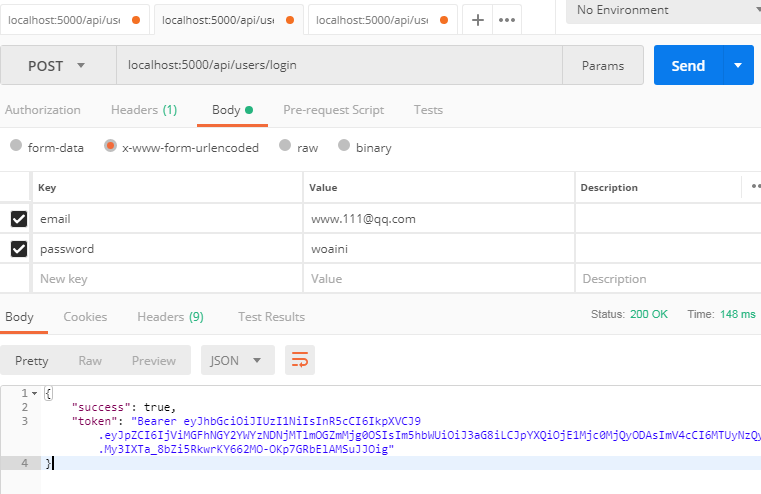 localhost:5000/api/use
localhost:5000/api/use
localhost:5000/api/use
No Environment
POST
localhost:5000/api/users/login
Params
Send
Authorization
Headers (1)
Body
Pre-request Script
Tests
form-data
x-www-form-urlencoded
raw
binary
Key Value Description
email www.111@qq.com
password woaini
New key Value Description
Body
Cookies
Headers (9)
Test Results
Status: 200 OK
Time: 148 ms
Pretty
Raw
Preview
JSON
1 {
2 "success": true,
3 "token": "Bearer eyJhbGciOiJIUzI1NiIsInR5cCI6IkpXVCJ9
.eyJpZCI6IjViMGFhNGY2YWYzNDNjMTlmOGZmMjg0OSIsIm5hbWUiOiJ3aG8iLCJpYXQiOjE1Mjc0MjQyODAsImV4cCI6MTUyNzQy
.My3IXTa_8bZi5RkwrKY662MO-OKp7GRbElAMSuJJOig"
4 }